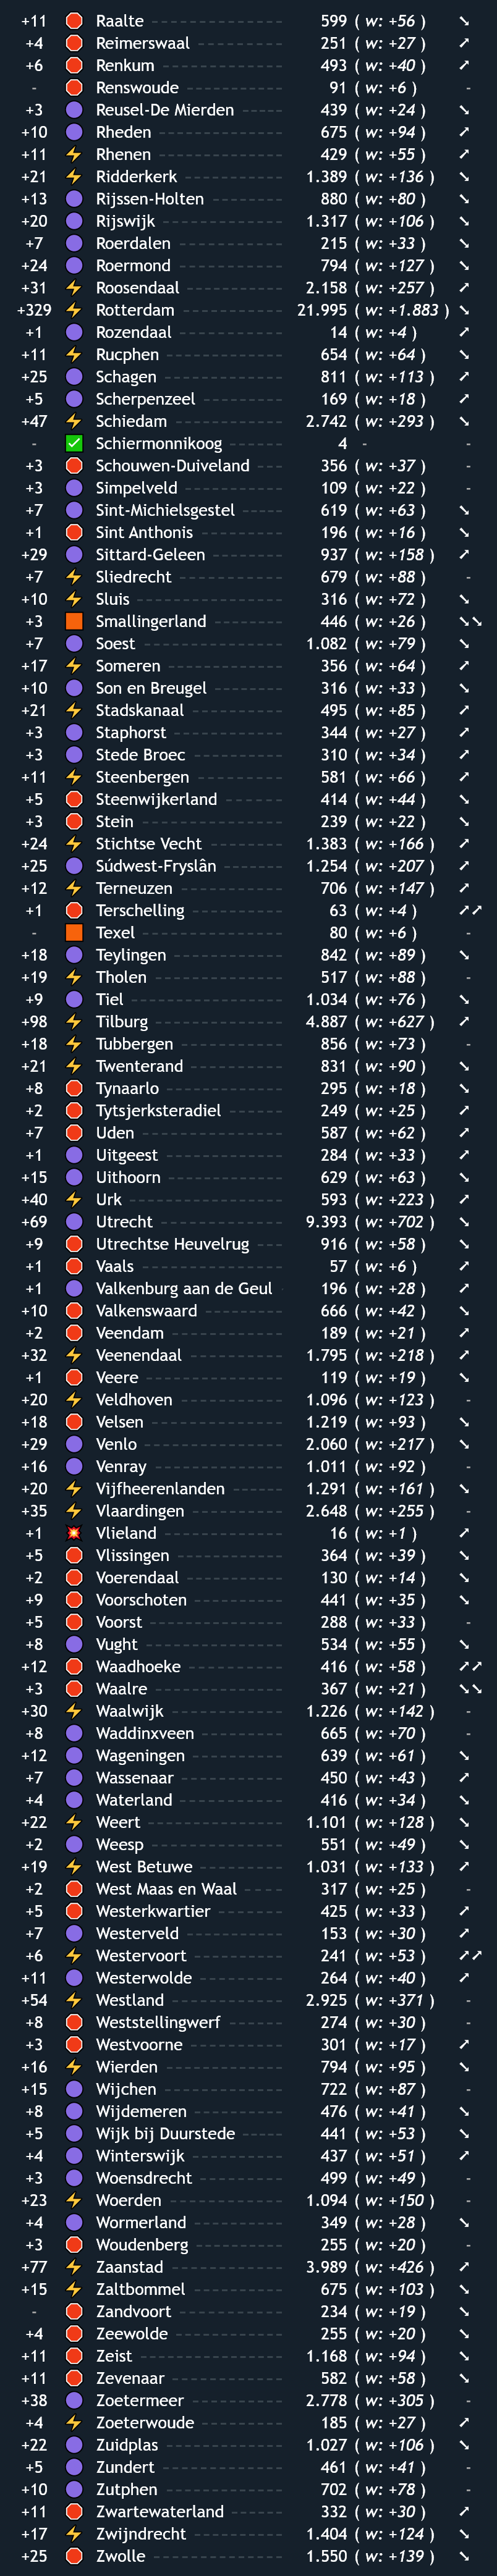 +11 Raalte 599 ( w: +56 ) ➘
+4 Reimerswaal 251 ( w: +27 ) ➚
+6 Renkum 493 ( w: +40 ) ➚
- Renswoude 91 ( w: +6 ) -
+3 Reusel-De Mierden 439 ( w: +24 ) ➘
+10 Rheden 675 ( w: +94 ) ➚
+11 Rhenen 429 ( w: +55 ) ➚
+21 Ridderkerk 1.389 ( w: +136 ) ➘
+13 Rijssen-Holten 880 ( w: +80 ) ➘
+20 Rijswijk 1.317 ( w: +106 ) ➘
+7 Roerdalen 215 ( w: +33 ) ➘
+24 Roermond 794 ( w: +127 ) ➘
+31 Roosendaal 2.158 ( w: +257 ) ➚
+329 Rotterdam 21.995 ( w: +1.883 ) ➘
+1 Rozendaal 14 ( w: +4 ) ➚
+11 Rucphen 654 ( w: +64 ) ➘
+25 Schagen 811 ( w: +113 ) ➚
+5 Scherpenzeel 169 ( w: +18 ) ➚
+47 Schiedam 2.742 ( w: +293 ) ➘
- Schiermonnikoog 4 - -
+3 Schouwen-Duiveland 356 ( w: +37 ) -
+3 Simpelveld 109 ( w: +22 ) -
+7 Sint-Michielsgestel 619 ( w: +63 ) ➘
+1 Sint Anthonis 196 ( w: +16 ) ➘
+29 Sittard-Geleen 937 ( w: +158 ) ➚
+7 Sliedrecht 679 ( w: +88 ) -
+10 Sluis 316 ( w: +72 ) ➘
+3 Smallingerland 446 ( w: +26 ) ➘➘
+7 Soest 1.082 ( w: +79 ) ➘
+17 Someren 356 ( w: +64 ) ➚
+10 Son en Breugel 316 ( w: +33 ) ➘
+21 Stadskanaal 495 ( w: +85 ) ➚
+3 Staphorst 344 ( w: +27 ) ➚
+3 Stede Broec 310 ( w: +34 ) ➚
+11 Steenbergen 581 ( w: +66 ) ➚
+5 Steenwijkerland 414 ( w: +44 ) ➘
+3 Stein 239 ( w: +22 ) ➘
+24 Stichtse Vecht 1.383 ( w: +166 ) ➚
+25 Súdwest-Fryslân 1.254 ( w: +207 ) ➚
+12 Terneuzen 706 ( w: +147 ) ➚
+1 Terschelling 63 ( w: +4 ) ➚➚
- Texel 80 ( w: +6 ) -
+18 Teylingen 842 ( w: +89 ) ➘
+19 Tholen 517 ( w: +88 ) -
+9 Tiel 1.034 ( w: +76 ) ➘
+98 Tilburg 4.887 ( w: +627 ) ➚
+18 Tubbergen 856 ( w: +73 ) -
+21 Twenterand 831 ( w: +90 ) ➘
+8 Tynaarlo 295 ( w: +18 ) ➘
+2 Tytsjerksteradiel 249 ( w: +25 ) ➚
+7 Uden 587 ( w: +62 ) ➚
+1 Uitgeest 284 ( w: +33 ) ➚
+15 Uithoorn 629 ( w: +63 ) ➘
+40 Urk 593 ( w: +223 ) ➚
+69 Utrecht 9.393 ( w: +702 ) ➘
+9 Utrechtse Heuvelrug 916 ( w: +58 ) ➘
+1 Vaals 57 ( w: +6 ) ➚
+1 Valkenburg aan de Geul 196 ( w: +28 ) ➚
+10 Valkenswaard 666 ( w: +42 ) ➘
+2 Veendam 189 ( w: +21 ) ➚
+32 Veenendaal 1.795 ( w: +218 ) ➚
+1 Veere 119 ( w: +19 ) ➘
+20 Veldhoven 1.096 ( w: +123 ) -
+18 Velsen 1.219 ( w: +93 ) ➘
+29 Venlo 2.060 ( w: +217 ) ➘
+16 Venray 1.011 ( w: +92 ) -
+20 Vijfheerenlanden 1.291 ( w: +161 ) ➘
+35 Vlaardingen 2.648 ( w: +255 ) -
+1 Vlieland 16 ( w: +1 ) ➚
+5 Vlissingen 364 ( w: +39 ) ➘
+2 Voerendaal 130 ( w: +14 ) ➘
+9 Voorschoten 441 ( w: +35 ) ➘
+5 Voorst 288 ( w: +33 ) -
+8 Vught 534 ( w: +55 ) ➘
+12 Waadhoeke 416 ( w: +58 ) ➚➚
+3 Waalre 367 ( w: +21 ) ➘➘
+30 Waalwijk 1.226 ( w: +142 ) -
+8 Waddinxveen 665 ( w: +70 ) -
+12 Wageningen 639 ( w: +61 ) ➘
+7 Wassenaar 450 ( w: +43 ) ➚
+4 Waterland 416 ( w: +34 ) ➘
+22 Weert 1.101 ( w: +128 ) ➘
+2 Weesp 551 ( w: +49 ) ➘
+19 West Betuwe 1.031 ( w: +133 ) ➚
+2 West Maas en Waal 317 ( w: +25 ) -
+5 Westerkwartier 425 ( w: +33 ) ➚
+7 Westerveld 153 ( w: +30 ) ➚
+6 Westervoort 241 ( w: +53 ) ➚➚
+11 Westerwolde 264 ( w: +40 ) ➚
+54 Westland 2.925 ( w: +371 ) -
+8 Weststellingwerf 274 ( w: +30 ) -
+3 Westvoorne 301 ( w: +17 ) ➚
+16 Wierden 794 ( w: +95 ) ➘
+15 Wijchen 722 ( w: +87 ) -
+8 Wijdemeren 476 ( w: +41 ) ➘
+5 Wijk bij Duurstede 441 ( w: +53 ) ➘
+4 Winterswijk 437 ( w: +51 ) ➚
+3 Woensdrecht 499 ( w: +49 ) -
+23 Woerden 1.094 ( w: +150 ) -
+4 Wormerland 349 ( w: +28 ) ➘
+3 Woudenberg 255 ( w: +20 ) -
+77 Zaanstad 3.989 ( w: +426 ) ➚
+15 Zaltbommel 675 ( w: +103 ) ➘
- Zandvoort 234 ( w: +19 ) ➘
+4 Zeewolde 255 ( w: +20 ) ➘
+11 Zeist 1.168 ( w: +94 ) ➘
+11 Zevenaar 582 ( w: +58 ) ➘
+38 Zoetermeer 2.778 ( w: +305 ) -
+4 Zoeterwoude 185 ( w: +27 ) ➚
+22 Zuidplas 1.027 ( w: +106 ) ➘
+5 Zundert 461 ( w: +41 ) -
+10 Zutphen 702 ( w: +78 ) -
+11 Zwartewaterland 332 ( w: +30 ) ➚
+17 Zwijndrecht 1.404 ( w: +124 ) ➘
+25 Zwolle 1.550 ( w: +139 ) ➘